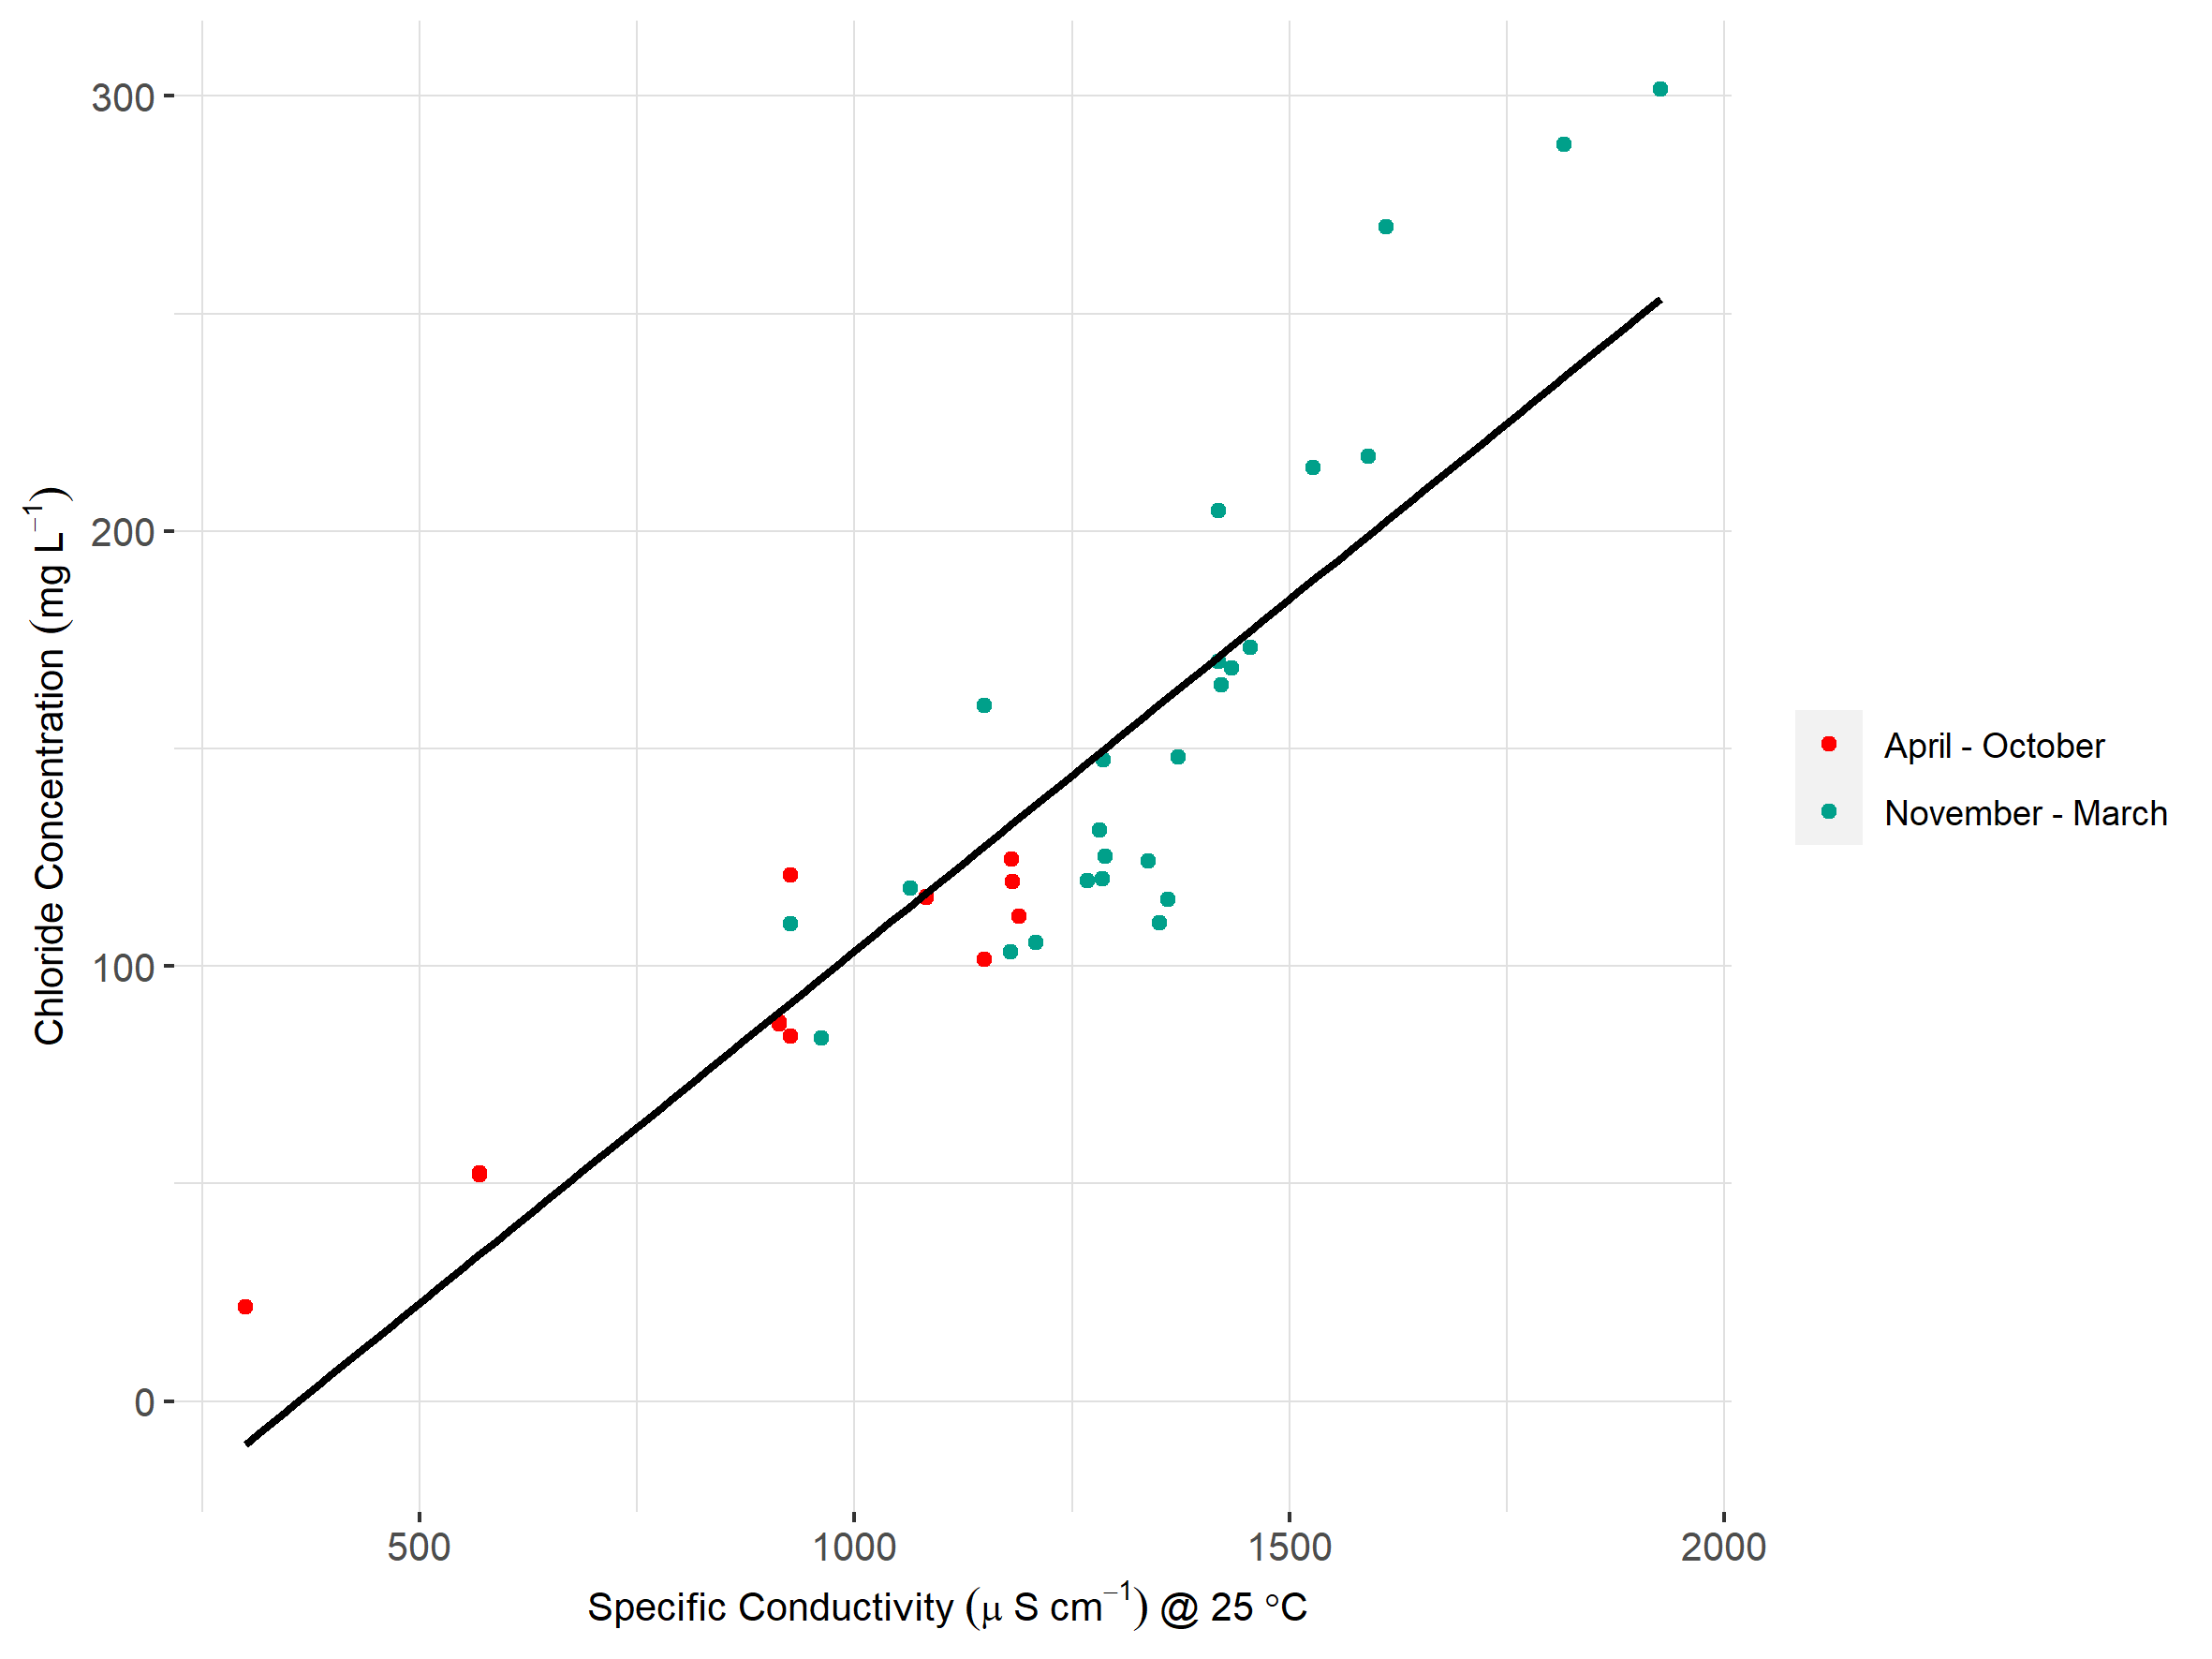 300
200
100
0
Chloride Concentration (mg L⁻¹)
500 1000 1500 2000
Specific Conductivity (μ S cm⁻¹) @ 25 °C
April - October
November - March